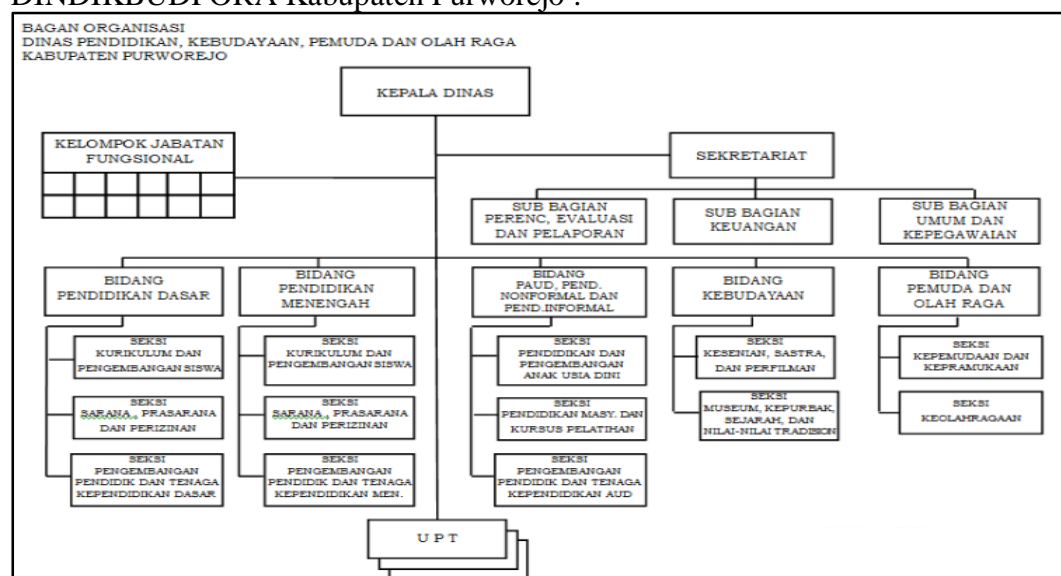 DINDIKBUDPORA Kabupaten Purworejo :
BAGAN ORGANISASI
DINAS PENDIDIKAN, KEBUDAYAAN, PEMUDA DAN OLAH RAGA
KABUPATEN PURWOREJO
KEPALA DINAS
KELOMPOK JABATAN
FUNGSIONAL
SEKRETARIAT
SUB BAGIAN
PERENC, EVALUASI
DAN PELAPORAN
SUB BAGIAN
KEUANGAN
SUB BAGIAN
UMUM DAN
KEPEGAWAIAN
BIDANG
PENDIDIKAN DASAR
BIDANG
PENDIDIKAN
MENENGAH
BIDANG
PAUD, PEND.
NONFORMAL DAN
PEND.INFORMAL
BIDANG
KEBUDAYAAN
BIDANG
PEMUDA DAN
OLAH RAGA
SEKSI
KURIKULUM DAN
PENGEMBANGAN SISWA
SEKSI
KURIKULUM DAN
PENGEMBANGAN SISWA
SEKSI
PENDIDIKAN DAN
PENGEMBANGAN
ANAK USIA DINI
SEKSI
KESENIAN, SASTRA,
DAN PERFILMAN
SEKSI
KEPEMUDAAN DAN
KEPRAMUKAAN
SEKSI
SARANA , PRASARANA
DAN PERIZINAN
SEKSI
SARANA , PRASARANA
DAN PERIZINAN
SEKSI
PENDIDIKAN MASY. DAN
KURSUS PELATIHAN
SEKSI
MUSEUM, KEPURBAK,
SEJARAH, DAN
NILAI-NILAI TRADISION
SEKSI
KEOLAHRAGAAN
SEKSI
PENGEMBANGAN
PENDIDIK DAN TENAGA
KEPENDIDIKAN DASAR
SEKSI
PENGEMBANGAN
PENDIDIK DAN TENAGA
KEPENDIDIKAN MEN.
SEKSI
PENGEMBANGAN
PENDIDIK DAN TENAGA
KEPENDIDIKAN AUD
U P T